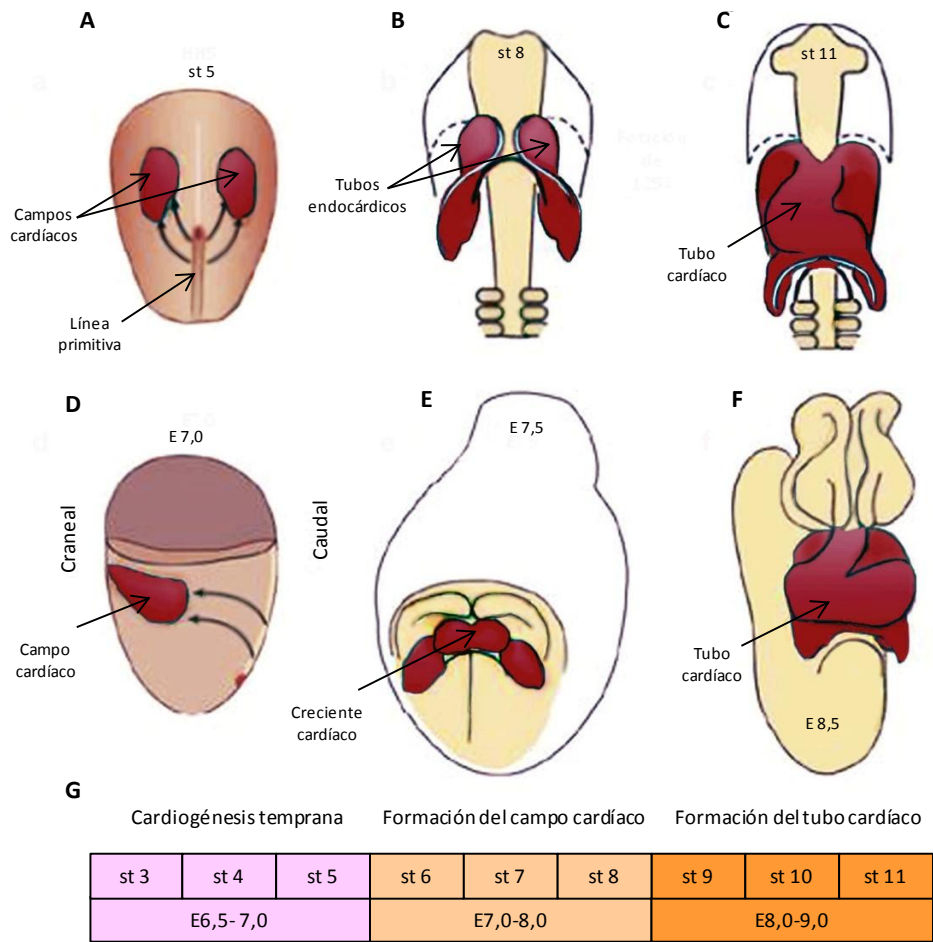 A
st 5
Campos
cardíacos
Línea
primitiva
B
st 8
Tubos
endocárdicos
C
st 11
Tubo
cardíaco
D
E 7,0
Craneal
Caudal
Campo
cardíaco
E
E 7,5
Creciente
cardíaco
F
Tubo
cardíaco
E 8,5
G
Cardiogénesis temprana
Formación del campo cardíaco
Formación del tubo cardíaco
st 3 st 4 st 5 st 6 st 7 st 8 st 9 st 10 st 11
E6,5- 7,0 E7,0-8,0 E8,0-9,0